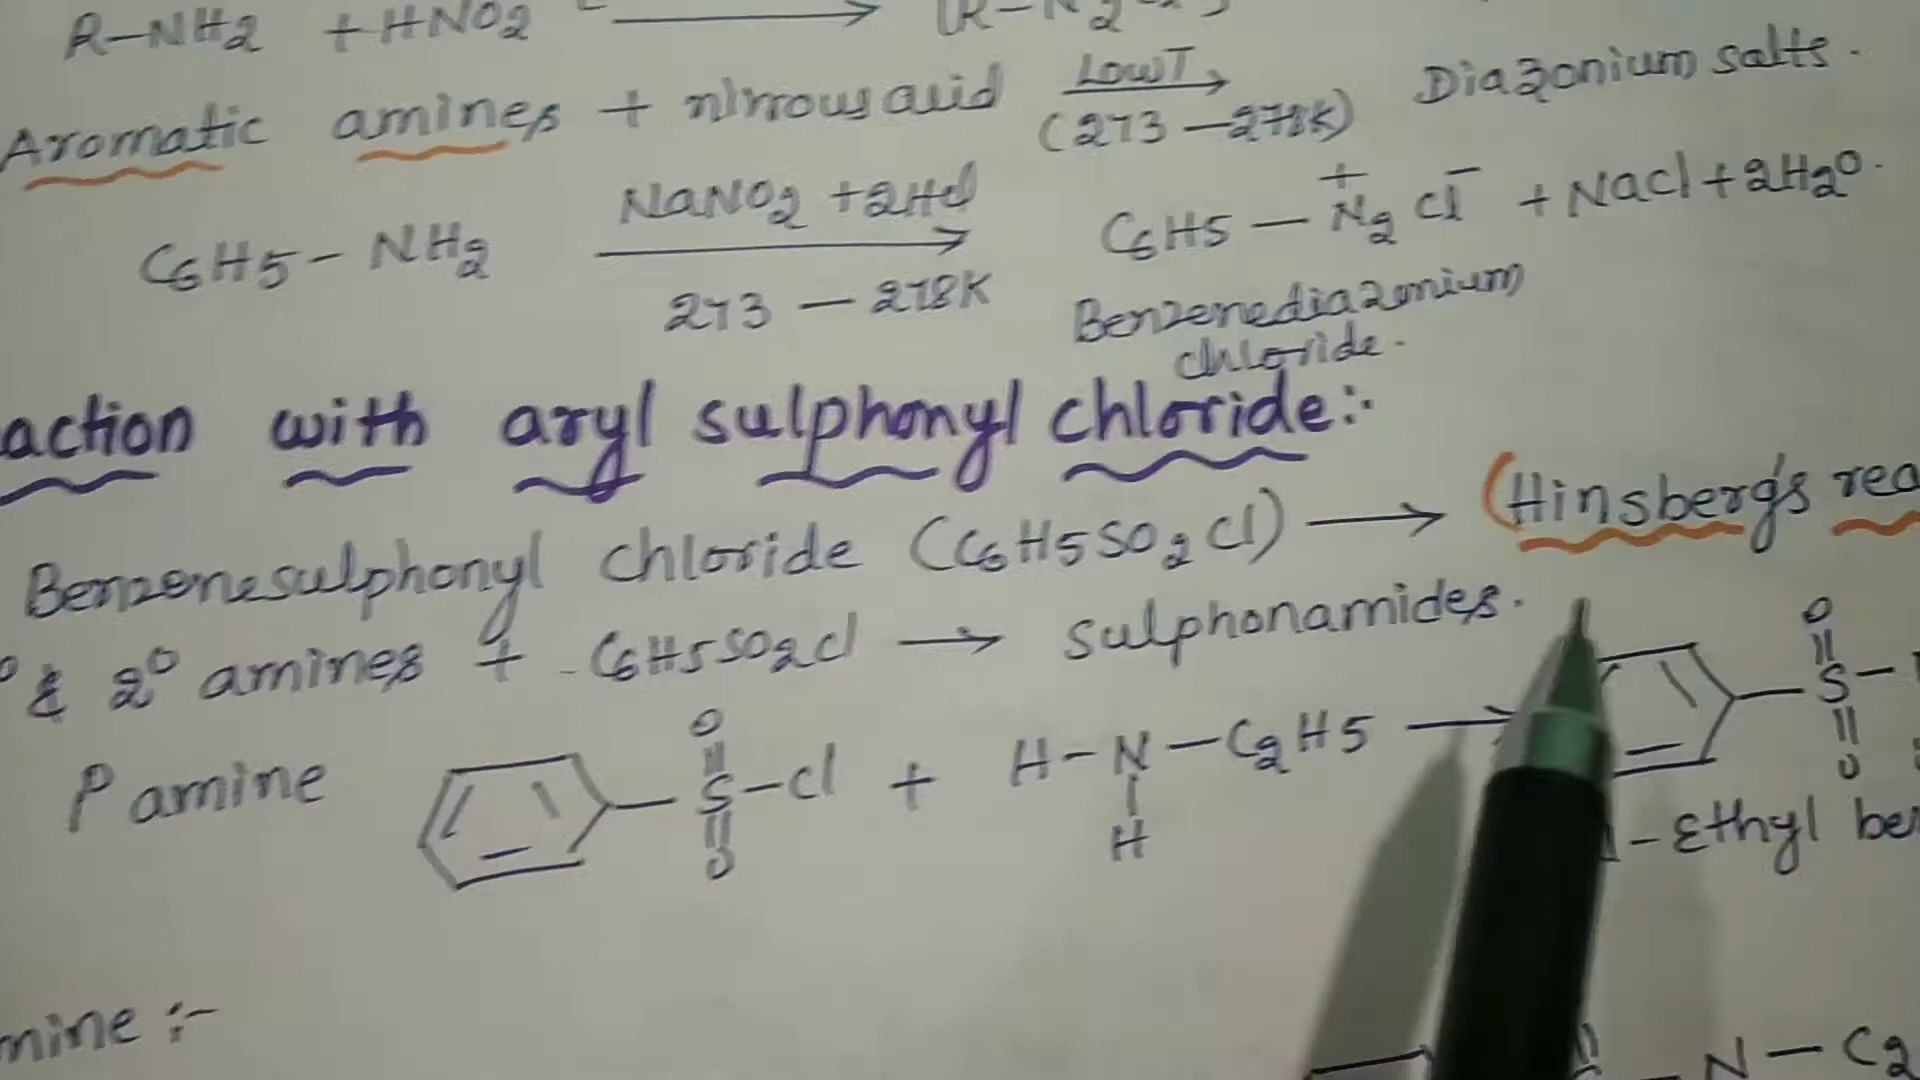 R-NH2 + HNO2 →
Aromatic amines + nitrous acid LowT → (273 - 278K) Diazonium salts.
C6H5 - NH2 NaNO2 + 2Hcl → 273 - 278K C6H5 - N2+ Cl- + NaCl + 2H2O.
Benzenediazonium
chloride.
action with aryl sulphonyl chloride:-
Benzenesulphonyl chloride (C6H5SO2Cl) → (Hinsberg's rea
& 2° amines + C6H5SO2Cl → Sulphonamides.
amine O=S=O -Cl + H-N-C2H5 → O=S=O
H
-Ethyl ben
mine :-
N - C2